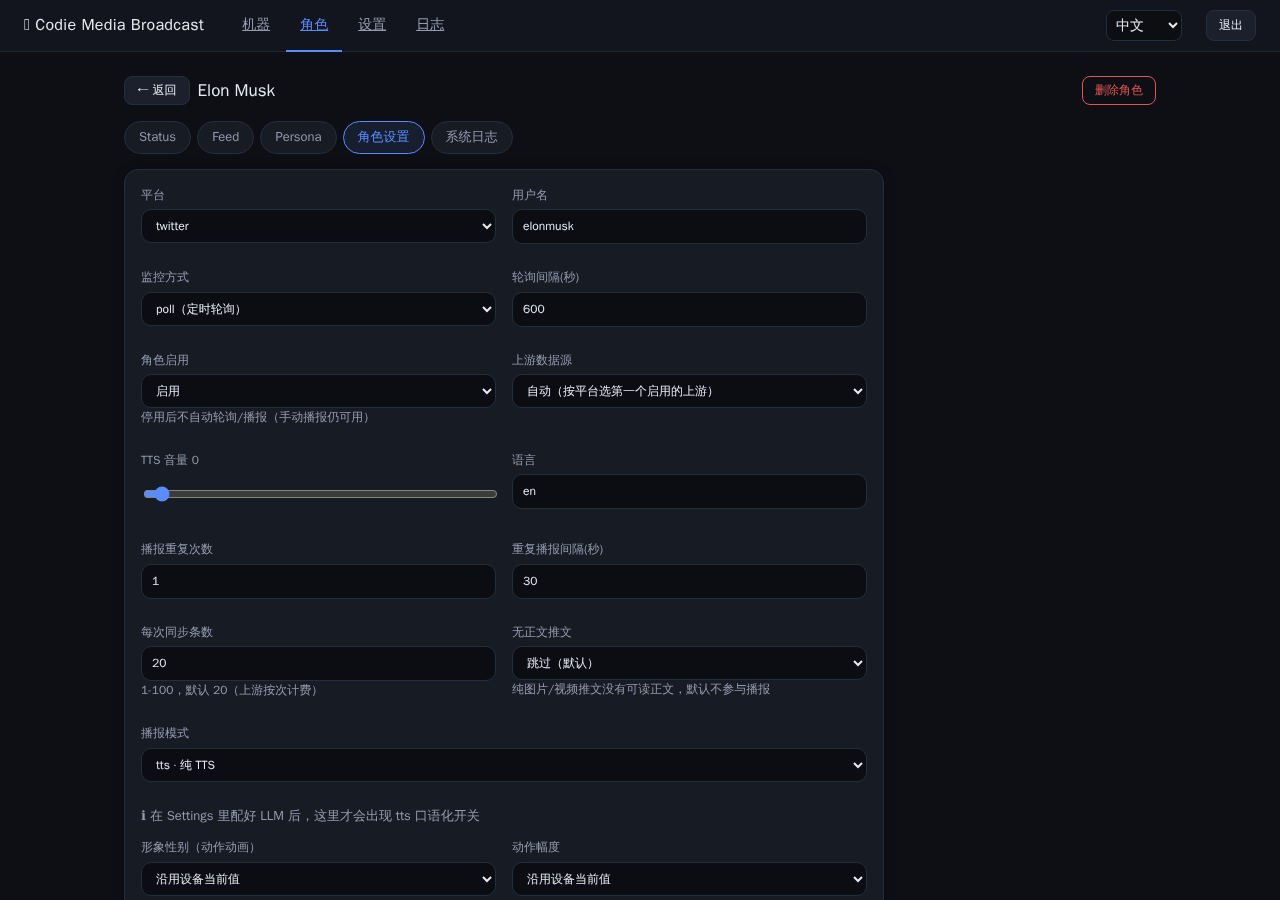 Codie Media Broadcast 机器 角色 设置 日志 中文 退出
← 返回 Elon Musk 删除角色
Status Feed Persona 角色设置 系统日志
平台 用户名
twitter elonmusk
监控方式 轮询间隔(秒)
poll（定时轮询） 600
角色启用 上游数据源
启用 自动（按平台选第一个启用的上游）
停用后不自动轮询/播报（手动播报仍可用）
TTS 音量 0 语言
en
播报重复次数 重复播报间隔(秒)
1 30
每次同步条数 无正文推文
20 跳过（默认）
1-100，默认 20（上游按次计费） 纯图片/视频推文没有可读正文，默认不参与播报
播报模式
tts · 纯 TTS
ℹ 在 Settings 里配好 LLM 后，这里才会出现 tts 口语化开关
形象性别（动作动画） 动作幅度
沿用设备当前值 沿用设备当前值